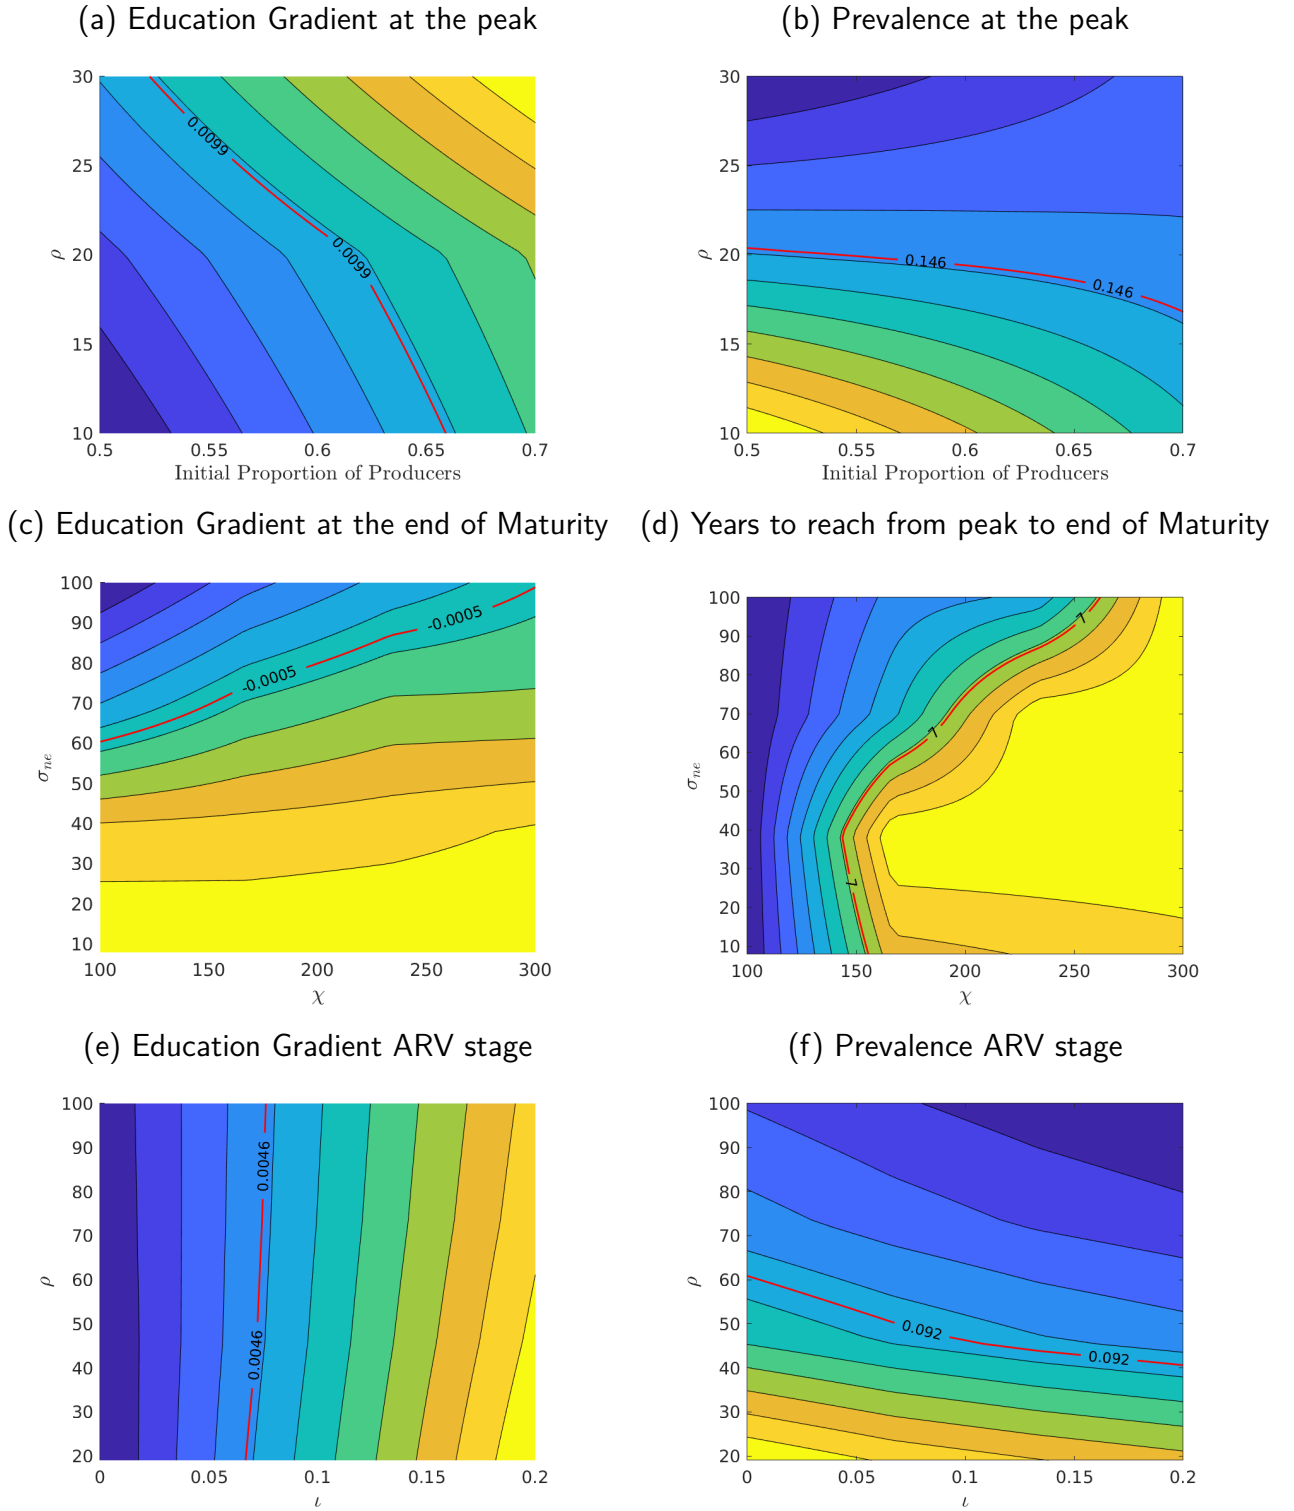 (a) Education Gradient at the peak
(b) Prevalence at the peak
30
25
20
15
10
ρ
0.0099
0.0099
0.5 0.55 0.6 0.65 0.7
Initial Proportion of Producers
30
25
20
15
10
ρ
0.146
0.146
0.5 0.55 0.6 0.65 0.7
Initial Proportion of Producers
(c) Education Gradient at the end of Maturity
(d) Years to reach from peak to end of Maturity
100
90
80
70
60
50
40
30
20
10
σne
-0.0005
-0.0005
100 150 200 250 300
χ
100
90
80
70
60
50
40
30
20
10
σne
7
7
7
100 150 200 250 300
χ
(e) Education Gradient ARV stage
(f) Prevalence ARV stage
100
90
80
70
60
50
40
30
20
ρ
0.0046
0.0046
0 0.05 0.1 0.15 0.2
ι
100
90
80
70
60
50
40
30
20
ρ
0.092
0.092
0 0.05 0.1 0.15 0.2
ι